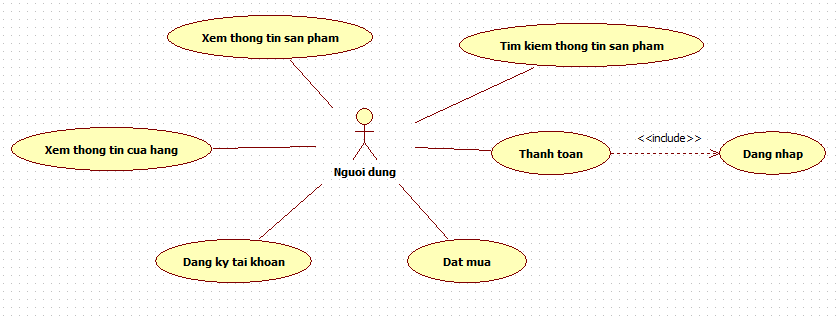 Xem thong tin san pham
Tim kiem thong tin san pham
Xem thong tin cua hang
Thanh toan
<<include>>
Dang nhap
Nguoi dung
Dang ky tai khoan
Dat mua